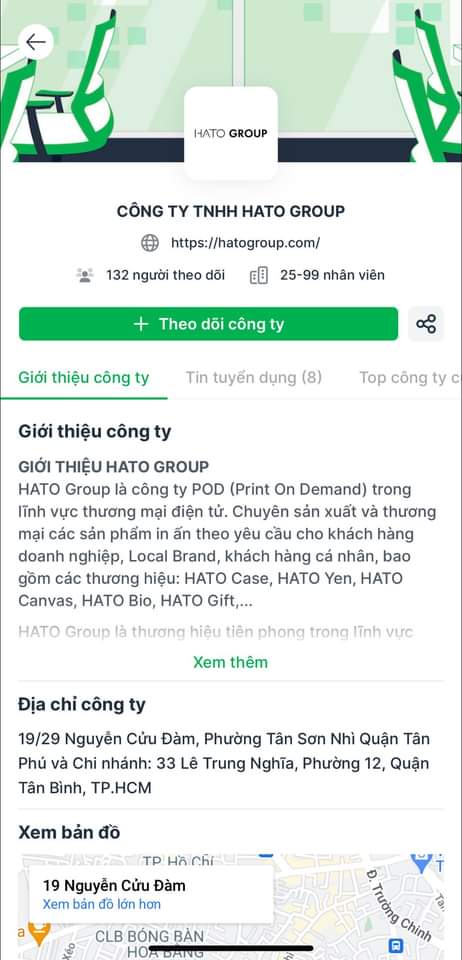 HATO GROUP
CÔNG TY TNHH HATO GROUP
https://hatogroup.com/
132 người theo dõi
25-99 nhân viên
+ Theo dõi công ty
Giới thiệu công ty
Tin tuyển dụng (8)
Top công ty c
Giới thiệu công ty
GIỚI THIỆU HATO GROUP
HATO Group là công ty POD (Print On Demand) trong
lĩnh vực thương mại điện tử. Chuyên sản xuất và thương
mại các sản phẩm in ấn theo yêu cầu cho khách hàng
doanh nghiệp, Local Brand, khách hàng cá nhân, bao
gồm các thương hiệu: HATO Case, HATO Yen, HATO
Canvas, HATO Bio, HATO Gift,...
HATO Group là thương hiệu tiên phong trong lĩnh vực
Xem thêm
Địa chỉ công ty
19/29 Nguyễn Cửu Đàm, Phường Tân Sơn Nhì Quận Tân
Phú và Chi nhánh: 33 Lê Trung Nghĩa, Phường 12, Quận
Tân Bình, TP.HCM
Xem bản đồ
TP. Hồ Chí
19 Nguyễn Cửu Đàm
Xem bản đồ lớn hơn
Đ. Trường Chinh
CLB BÓNG BÀN
HOA BẰNG